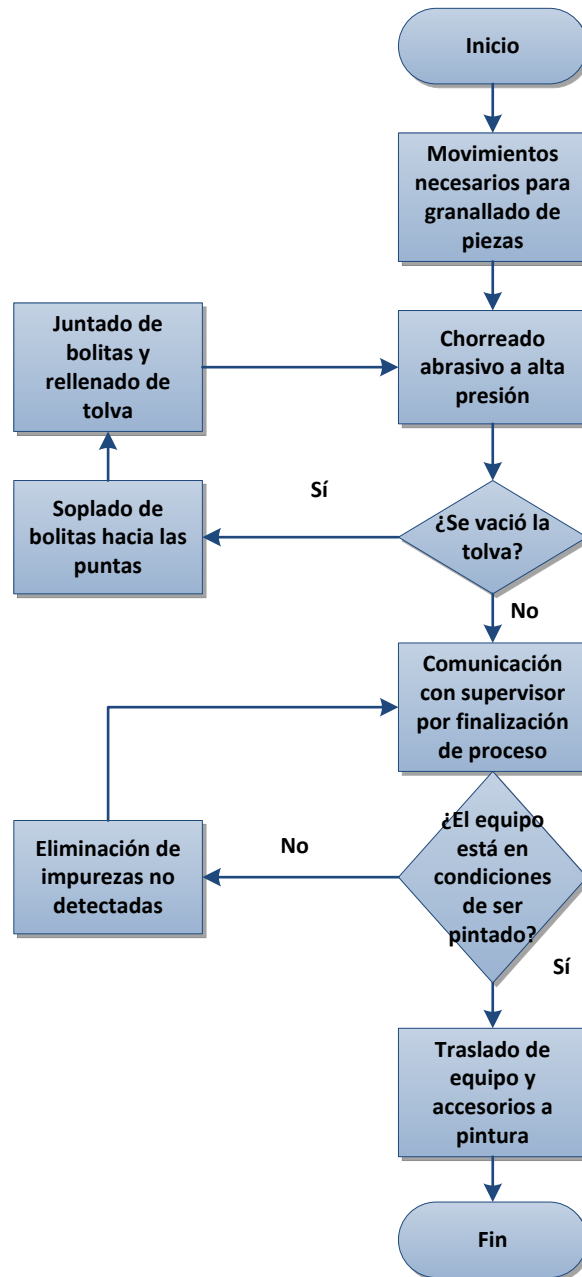 Inicio
Movimientos
necesarios para
granallado de
piezas
Juntado de
bolitas y
rellenado de
tolva
Chorreado
abrasivo a alta
presión
Sí
¿Se vació la
tolva?
Soplado de
bolitas hacia las
puntas
No
Comunicación
con supervisor
por finalización
de proceso
¿El equipo
está en
condiciones
de ser
pintado?
No
Eliminación de
impurezas no
detectadas
Sí
Traslado de
equipo y
accesorios a
pintura
Fin